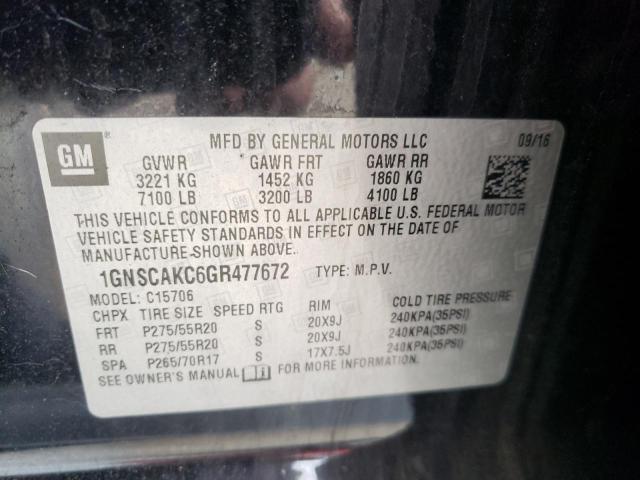 MFD BY GENERAL MOTORS LLC 09/16
GM
GVWR GAWR FRT GAWR RR
3221 KG 1452 KG 1860 KG
7100 LB 3200 LB 4100 LB
THIS VEHICLE CONFORMS TO ALL APPLICABLE U.S. FEDERAL MOTOR
VEHICLE SAFETY STANDARDS IN EFFECT ON THE DATE OF
MANUFACTURE SHOWN ABOVE.
1GNSCAKC6GR477672 TYPE: M.P.V.
MODEL: C15706
CHPX TIRE SIZE SPEED RTG RIM COLD TIRE PRESSURE
FRT P275/55R20 S 20X9J 240KPA(35PSI)
RR P275/55R20 S 20X9J 240KPA(35PSI)
SPA P265/70R17 S 17X7.5J 240KPA(35PSI)
SEE OWNER'S MANUAL FOR MORE INFORMATION.